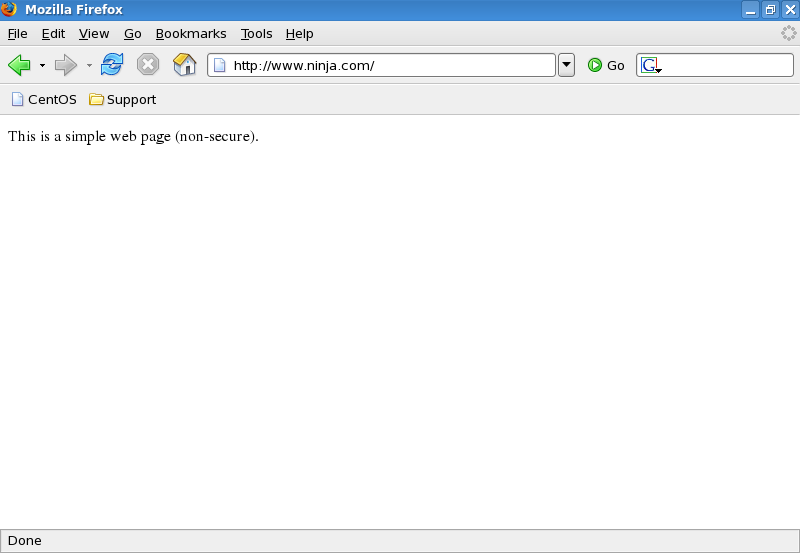 Mozilla Firefox
File Edit View Go Bookmarks Tools Help
http://www.ninja.com/ Go G
CentOS Support
This is a simple web page (non-secure).
Done